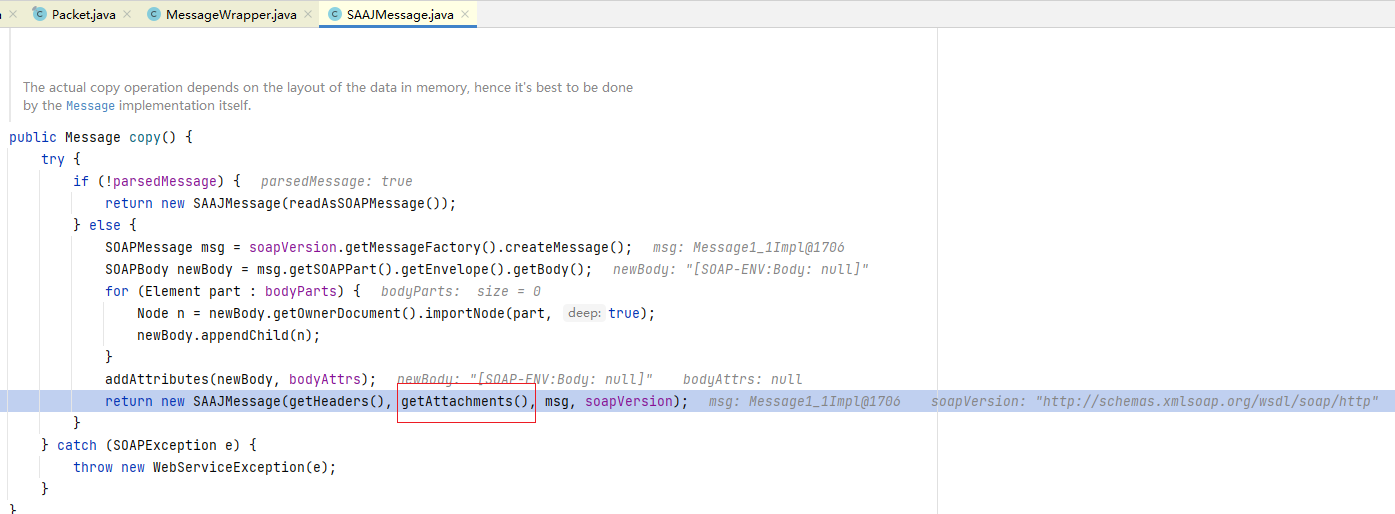 Packet.java × MessageWrapper.java × SAAJMessage.java ×
The actual copy operation depends on the layout of the data in memory, hence it's best to be done
by the Message implementation itself.
public Message copy() {
try {
if (!parsedMessage) { parsedMessage: true
return new SAAJMessage(readAsSOAPMessage());
} else {
SOAPMessage msg = soapVersion.getMessageFactory().createMessage(); msg: Message1_1Impl@1706
SOAPBody newBody = msg.getSOAPPart().getEnvelope().getBody(); newBody: "[SOAP-ENV:Body: null]"
for (Element part : bodyParts) { bodyParts: size = 0
Node n = newBody.getOwnerDocument().importNode(part, deep: true);
newBody.appendChild(n);
}
addAttributes(newBody, bodyAttrs); newBody: "[SOAP-ENV:Body: null]" bodyAttrs: null
return new SAAJMessage(getHeaders(), getAttachments(), msg, soapVersion); msg: Message1_1Impl@1706 soapVersion: "http://schemas.xmlsoap.org/wsdl/soap/http"
}
} catch (SOAPException e) {
throw new WebServiceException(e);
}
}